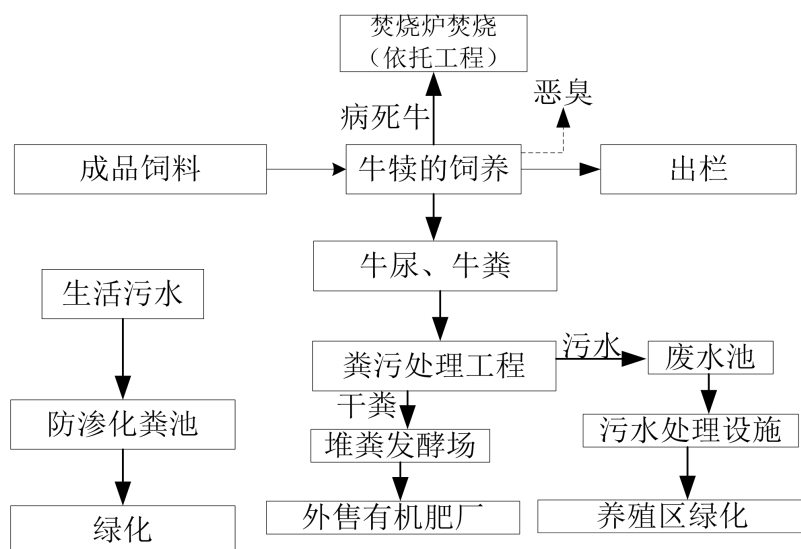 焚烧炉焚烧
（依托工程）
病死牛
恶臭
成品饲料
牛犊的饲养
出栏
牛尿、牛粪
生活污水
粪污处理工程
污水
废水池
干粪
防渗化粪池
堆粪发酵场
污水处理设施
绿化
外售有机肥厂
养殖区绿化